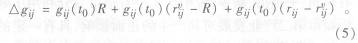 △g_{ij} = g_{ij}(t_0)R + g_{ij}(t_0)(r_{ij}^v - R) + g_{ij}(t_0)(r_{ij} - r_{ij}^v) 。
(5)